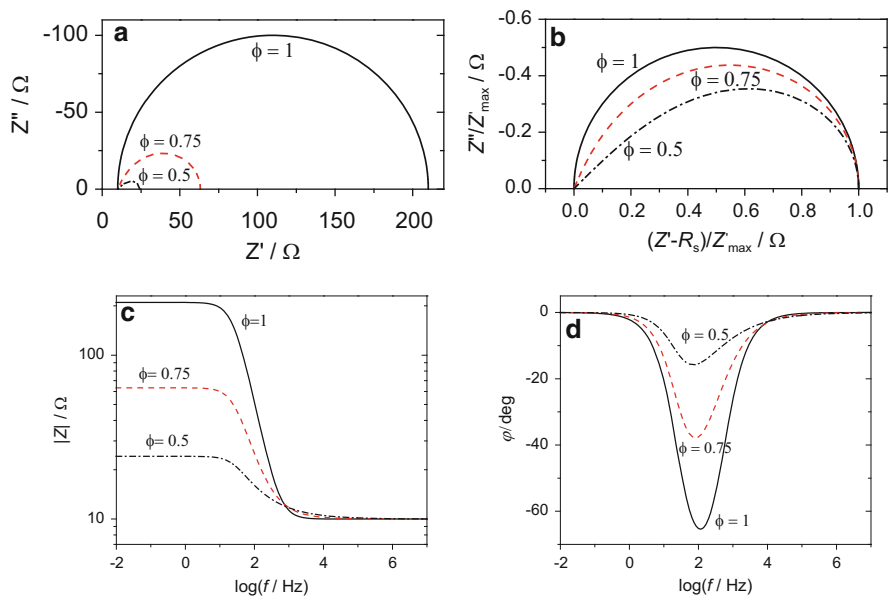 a
-100
-50
0
Z″ / Ω
ϕ = 1
ϕ = 0.75
ϕ = 0.5
0 50 100 150 200
Z′ / Ω
b
-0.6
-0.4
-0.2
0.0
Z″/Z′max / Ω
ϕ = 1
ϕ = 0.75
ϕ = 0.5
0.0 0.2 0.4 0.6 0.8 1.0
(Z′-Rs)/Z′max / Ω
c
100
10
|Z| / Ω
ϕ=1
ϕ= 0.75
ϕ= 0.5
-2 0 2 4 6
log(f / Hz)
d
0
-20
-40
-60
φ/deg
ϕ = 0.5
ϕ = 0.75
ϕ = 1
-2 0 2 4 6
log(f / Hz)